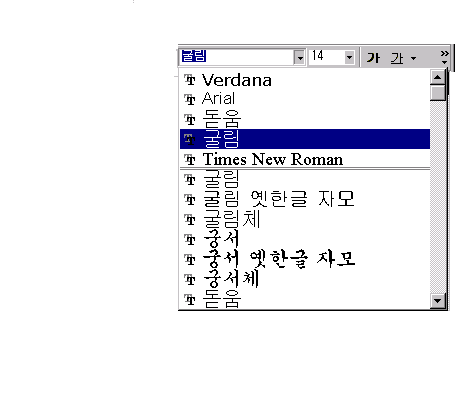 굴림 14 가 가
Verdana
Arial
돋움
굴림
Times New Roman
굴림
굴림 옛한글 자모
굴림체
궁서
궁서 옛한글 자모
궁서체
돋움